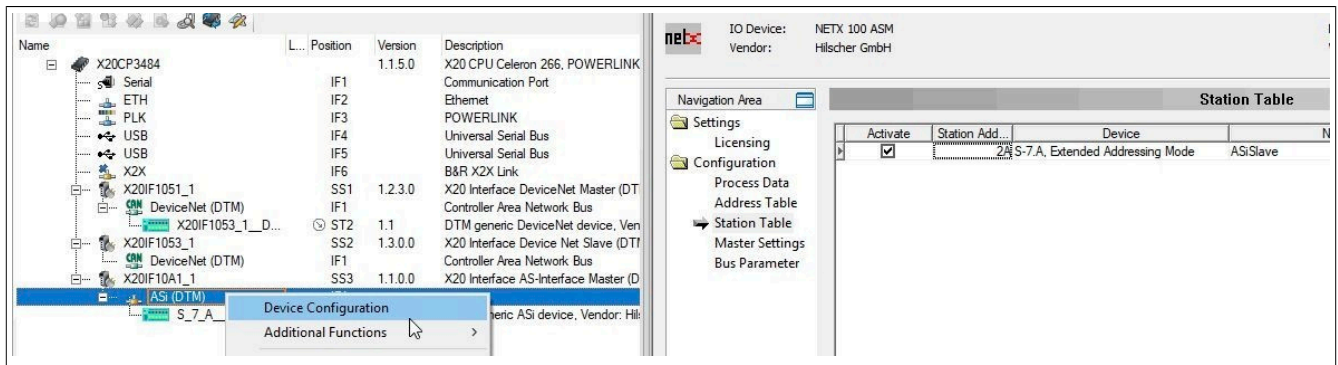 Name L... Position Version Description
X20CP3484 1.1.5.0 X20 CPU Celeron 266, POWERLINK
Serial IF1 Communication Port
ETH IF2 Ethernet
PLK IF3 POWERLINK
USB IF4 Universal Serial Bus
USB IF5 Universal Serial Bus
X2X IF6 B&R X2X Link
X20IF1051_1 SS1 1.2.3.0 X20 Interface DeviceNet Master (DT
DeviceNet (DTM) IF1 Controller Area Network Bus
X20IF1053_1__D... ST2 1.1 DTM generic DeviceNet device, Ven
X20IF1053_1 SS2 1.3.0.0 X20 Interface Device Net Slave (DTM
DeviceNet (DTM) IF1 Controller Area Network Bus
X20IF10A1_1 SS3 1.1.0.0 X20 Interface AS-Interface Master (D
ASi (DTM)
S_7_A_ neric ASi device, Vendor: Hils
Device Configuration
Additional Functions >
netx
IO Device: NETX 100 ASM
Vendor: Hilscher GmbH
Navigation Area
Settings
Licensing
Configuration
Process Data
Address Table
Station Table
Master Settings
Bus Parameter
Station Table
Activate Station Add... Device N
2A S-7.A, Extended Addressing Mode ASiSlave